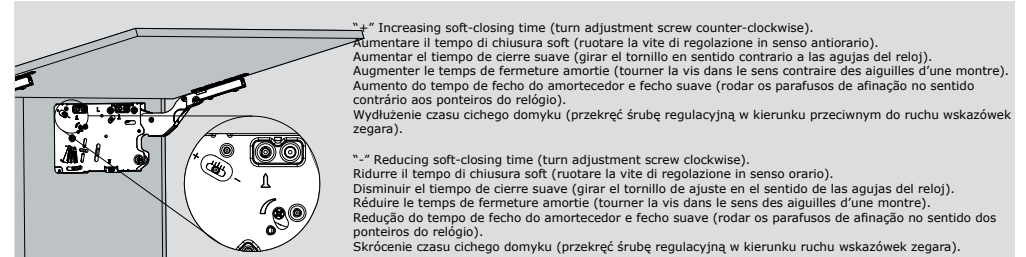 "+" Increasing soft-closing time (turn adjustment screw counter-clockwise).
Aumentare il tempo di chiusura soft (ruotare la vite di regolazione in senso antiorario).
Aumentar el tiempo de cierre suave (girar el tornillo en sentido contrario a las agujas del reloj).
Augmenter le temps de fermeture amortie (tourner la vis dans le sens contraire des aiguilles d'une montre).
Aumento do tempo de fecho do amortecedor e fecho suave (rodar os parafusos de afinação no sentido
contrário aos ponteiros do relógio).
Wydłużenie czasu cichego domyku (przekręć śrubę regulacyjną w kierunku przeciwnym do ruchu wskazówek
zegara).
"-" Reducing soft-closing time (turn adjustment screw clockwise).
Ridurre il tempo di chiusura soft (ruotare la vite di regolazione in senso orario).
Disminuir el tiempo de cierre suave (girar el tornillo de ajuste en el sentido de las agujas del reloj).
Réduire le temps de fermeture amortie (tourner la vis dans le sens des aiguilles d'une montre).
Redução do tempo de fecho do amortecedor e fecho suave (rodar os parafusos de afinação no sentido dos
ponteiros do relógio).
Skrócenie czasu cichego domyku (przekręć śrubę regulacyjną w kierunku ruchu wskazówek zegara).
L
+
-